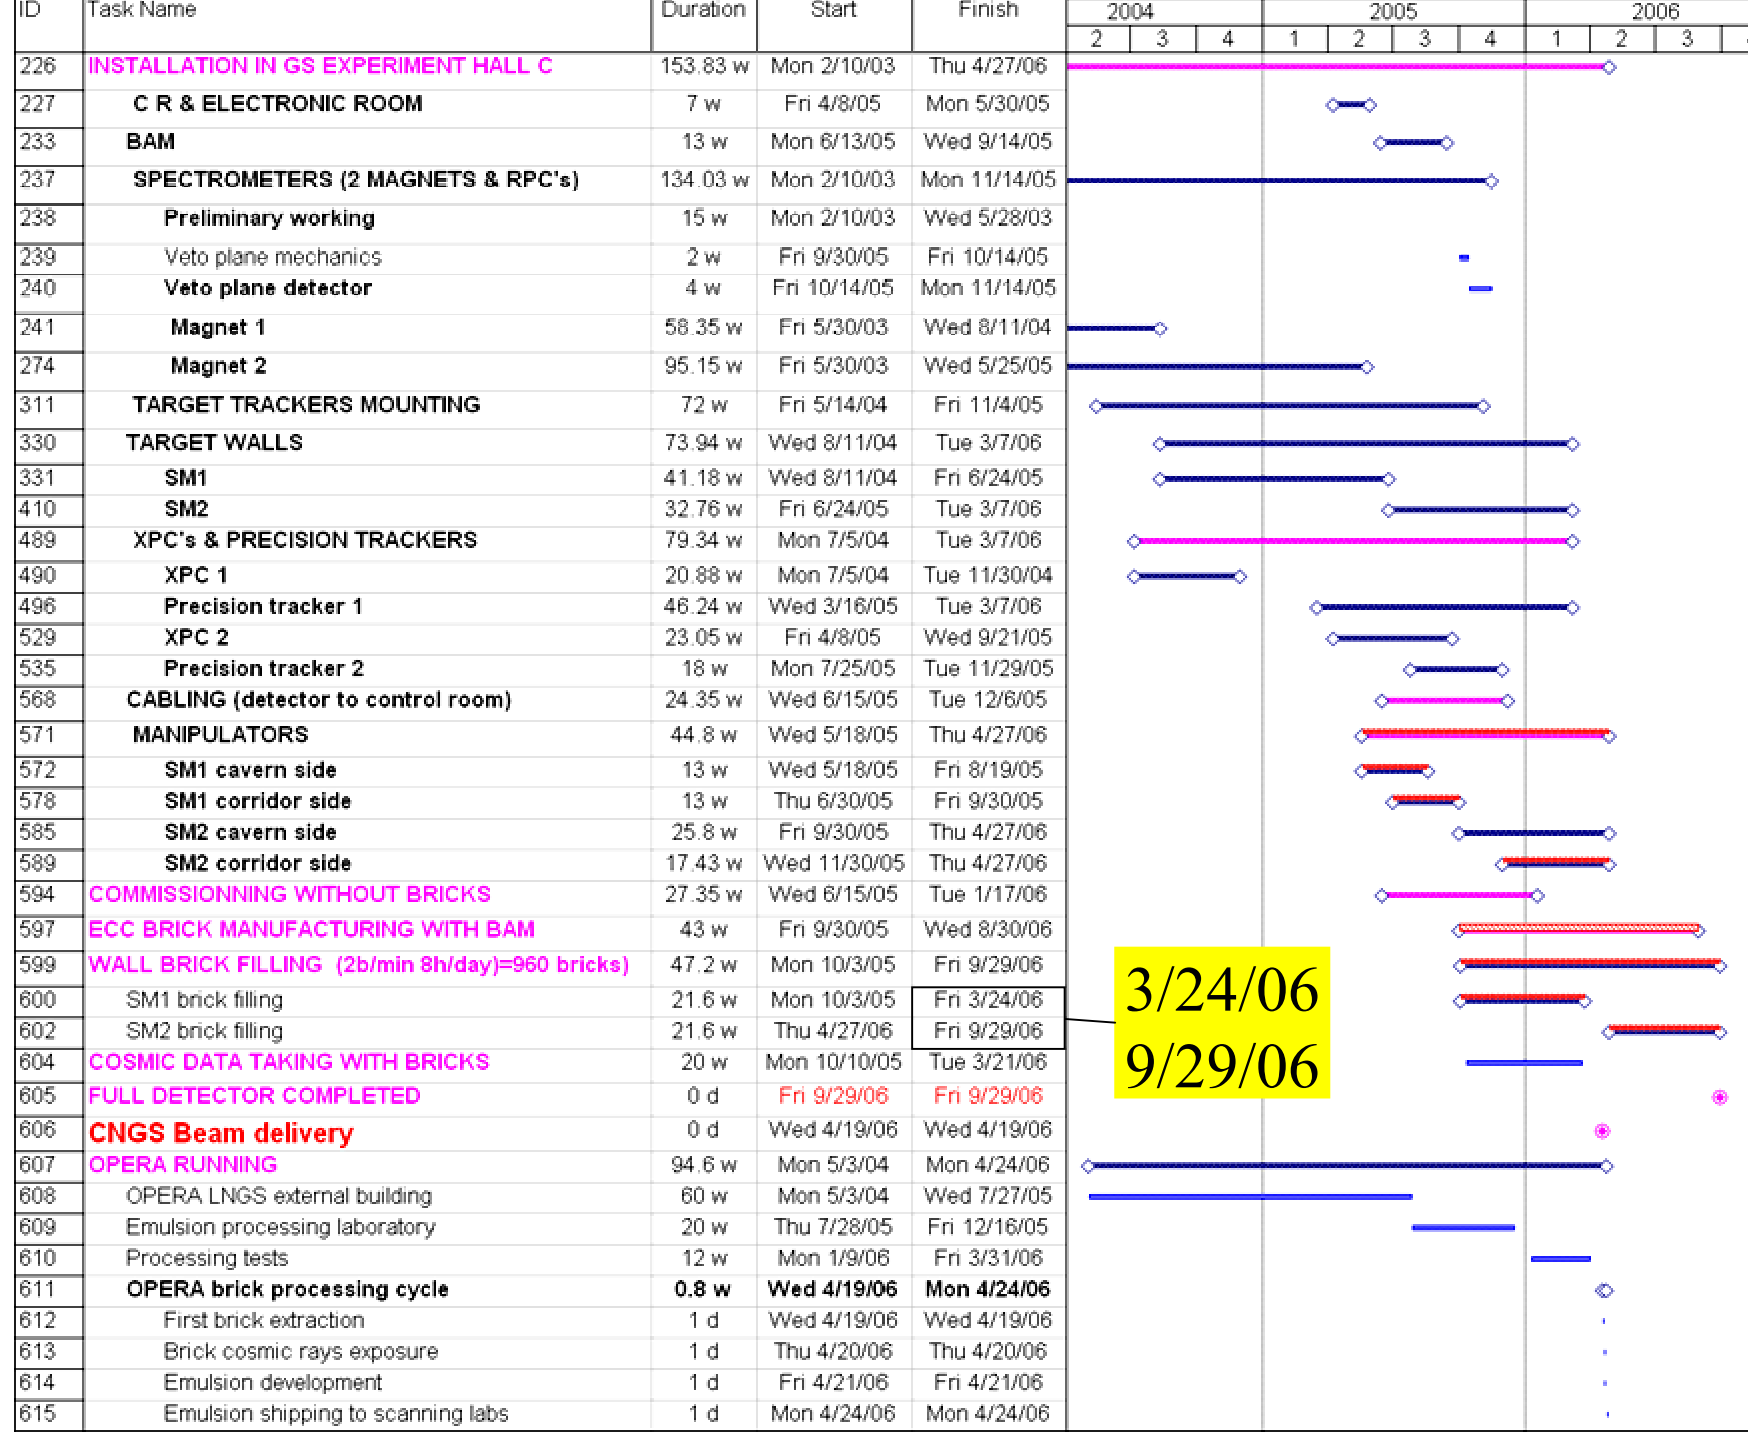 ID Task Name Duration Start Finish 2004 2005 2006
2 3 4 1 2 3 4 1 2 3
226 INSTALLATION IN GS EXPERIMENT HALL C 153.83 w Mon 2/10/03 Thu 4/27/06
227 C R & ELECTRONIC ROOM 7 w Fri 4/8/05 Mon 5/30/05
233 BAM 13 w Mon 6/13/05 Wed 9/14/05
237 SPECTROMETERS (2 MAGNETS & RPC's) 134.03 w Mon 2/10/03 Mon 11/14/05
238 Preliminary working 15 w Mon 2/10/03 Wed 5/28/03
239 Veto plane mechanics 2 w Fri 9/30/05 Fri 10/14/05
240 Veto plane detector 4 w Fri 10/14/05 Mon 11/14/05
241 Magnet 1 58.35 w Fri 5/30/03 Wed 8/11/04
274 Magnet 2 95.15 w Fri 5/30/03 Wed 5/25/05
311 TARGET TRACKERS MOUNTING 72 w Fri 5/14/04 Fri 11/4/05
330 TARGET WALLS 73.94 w Wed 8/11/04 Tue 3/7/06
331 SM1 41.18 w Wed 8/11/04 Fri 6/24/05
410 SM2 32.76 w Fri 6/24/05 Tue 3/7/06
489 XPC's & PRECISION TRACKERS 79.34 w Mon 7/5/04 Tue 3/7/06
490 XPC 1 20.88 w Mon 7/5/04 Tue 11/30/04
496 Precision tracker 1 46.24 w Wed 3/16/05 Tue 3/7/06
529 XPC 2 23.05 w Fri 4/8/05 Wed 9/21/05
535 Precision tracker 2 18 w Mon 7/25/05 Tue 11/29/05
568 CABLING (detector to control room) 24.35 w Wed 6/15/05 Tue 12/6/05
571 MANIPULATORS 44.8 w Wed 5/18/05 Thu 4/27/06
572 SM1 cavern side 13 w Wed 5/18/05 Fri 8/19/05
578 SM1 corridor side 13 w Thu 6/30/05 Fri 9/30/05
585 SM2 cavern side 25.8 w Fri 9/30/05 Thu 4/27/06
589 SM2 corridor side 17.43 w Wed 11/30/05 Thu 4/27/06
594 COMMISSIONNING WITHOUT BRICKS 27.35 w Wed 6/15/05 Tue 1/17/06
597 ECC BRICK MANUFACTURING WITH BAM 43 w Fri 9/30/05 Wed 8/30/06
599 WALL BRICK FILLING (2b/min 8h/day)=960 bricks) 47.2 w Mon 10/3/05 Fri 9/29/06
600 SM1 brick filling 21.6 w Mon 10/3/05 Fri 3/24/06
602 SM2 brick filling 21.6 w Thu 4/27/06 Fri 9/29/06
3/24/06
9/29/06
604 COSMIC DATA TAKING WITH BRICKS 20 w Mon 10/10/05 Tue 3/21/06
605 FULL DETECTOR COMPLETED 0 d Fri 9/29/06 Fri 9/29/06
606 CNGS Beam delivery 0 d Wed 4/19/06 Wed 4/19/06
607 OPERA RUNNING 94.6 w Mon 5/3/04 Mon 4/24/06
608 OPERA LNGS external building 60 w Mon 5/3/04 Wed 7/27/05
609 Emulsion processing laboratory 20 w Thu 7/28/05 Fri 12/16/05
610 Processing tests 12 w Mon 1/9/06 Fri 3/31/06
611 OPERA brick processing cycle 0.8 w Wed 4/19/06 Mon 4/24/06
612 First brick extraction 1 d Wed 4/19/06 Wed 4/19/06
613 Brick cosmic rays exposure 1 d Thu 4/20/06 Thu 4/20/06
614 Emulsion development 1 d Fri 4/21/06 Fri 4/21/06
615 Emulsion shipping to scanning labs 1 d Mon 4/24/06 Mon 4/24/06